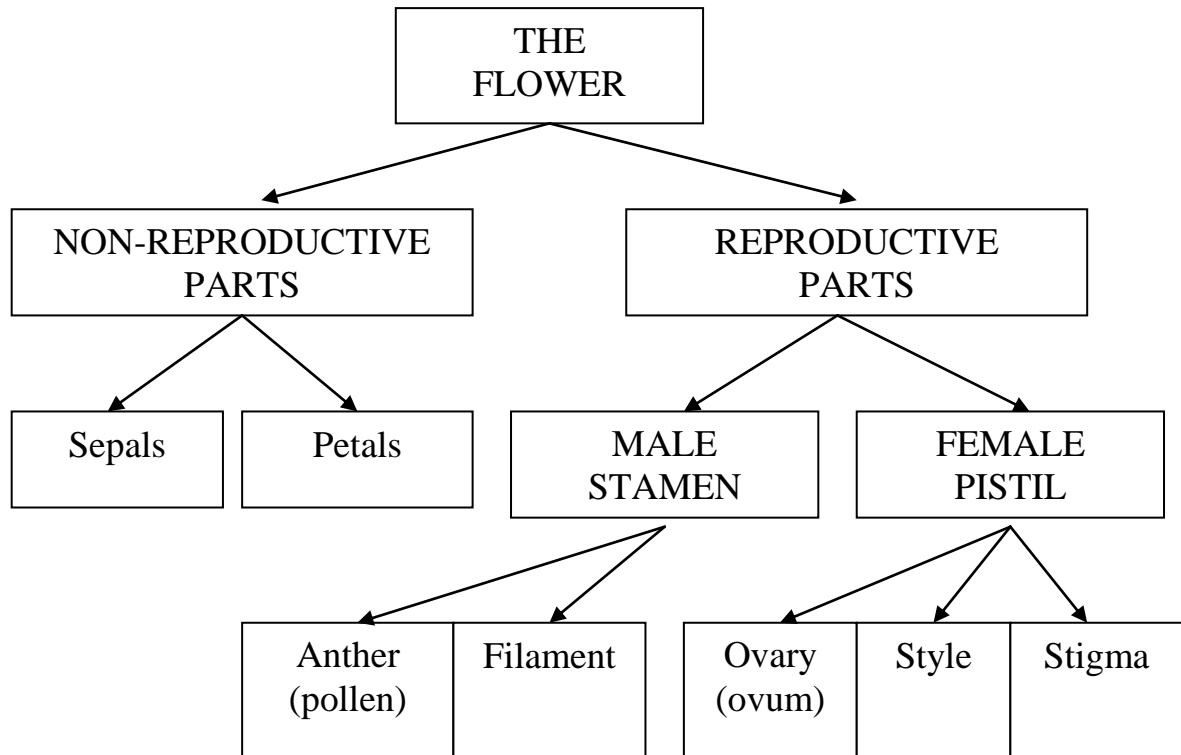 THE
FLOWER
NON-REPRODUCTIVE
PARTS
REPRODUCTIVE
PARTS
Sepals
Petals
MALE
STAMEN
FEMALE
PISTIL
Anther
(pollen)
Filament
Ovary
(ovum)
Style
Stigma